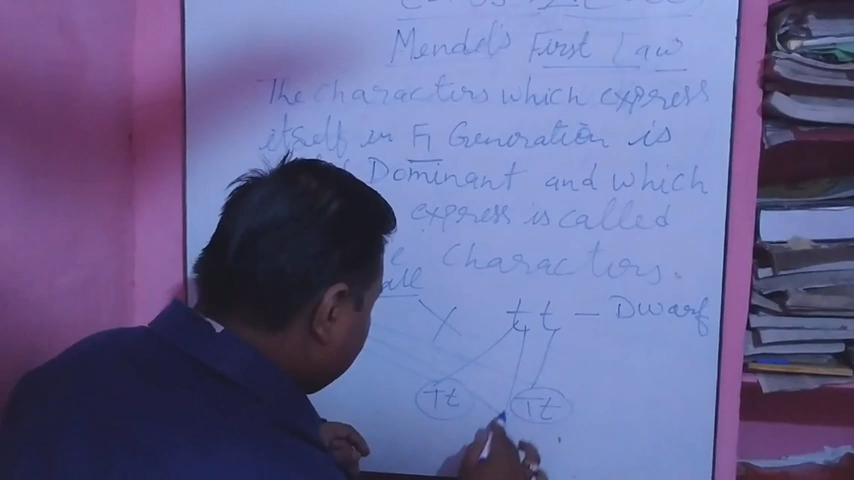 Mendel's First Law
The characters which express
itself in F1 Generation is
Dominant and which
express is called
Characters.
tt - Dwarf
Tt Tt